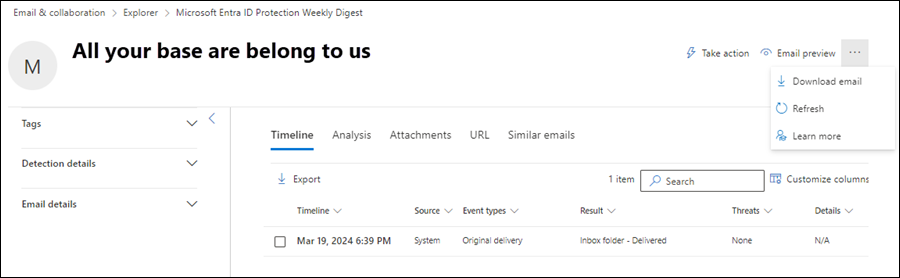 Email & collaboration > Explorer > Microsoft Entra ID Protection Weekly Digest
M
All your base are belong to us
Take action Email preview ...
Download email
Refresh
Learn more
Tags
Detection details
Email details
Timeline Analysis Attachments URL Similar emails
Export 1 item Search Customize columns
Timeline Source Event types Result Threats Details
Mar 19, 2024 6:39 PM System Original delivery Inbox folder - Delivered None N/A